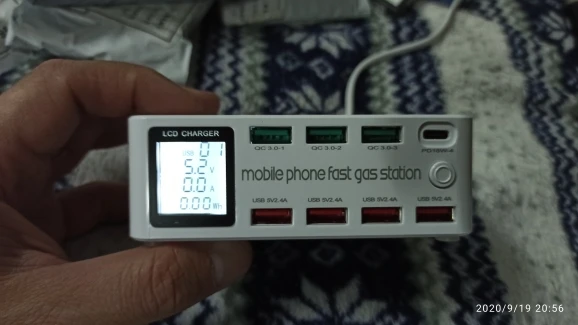 LCD CHARGER
USB 01
5.2 V
0.0 A
000 Wh
QC 3.0-1 QC 3.0-2 QC 3.0-3
mobile phone fast gas station
USB 5V2.4A USB 5V2.4A USB 5V2.4A USB 5V2.4A
2020/9/19 20:56